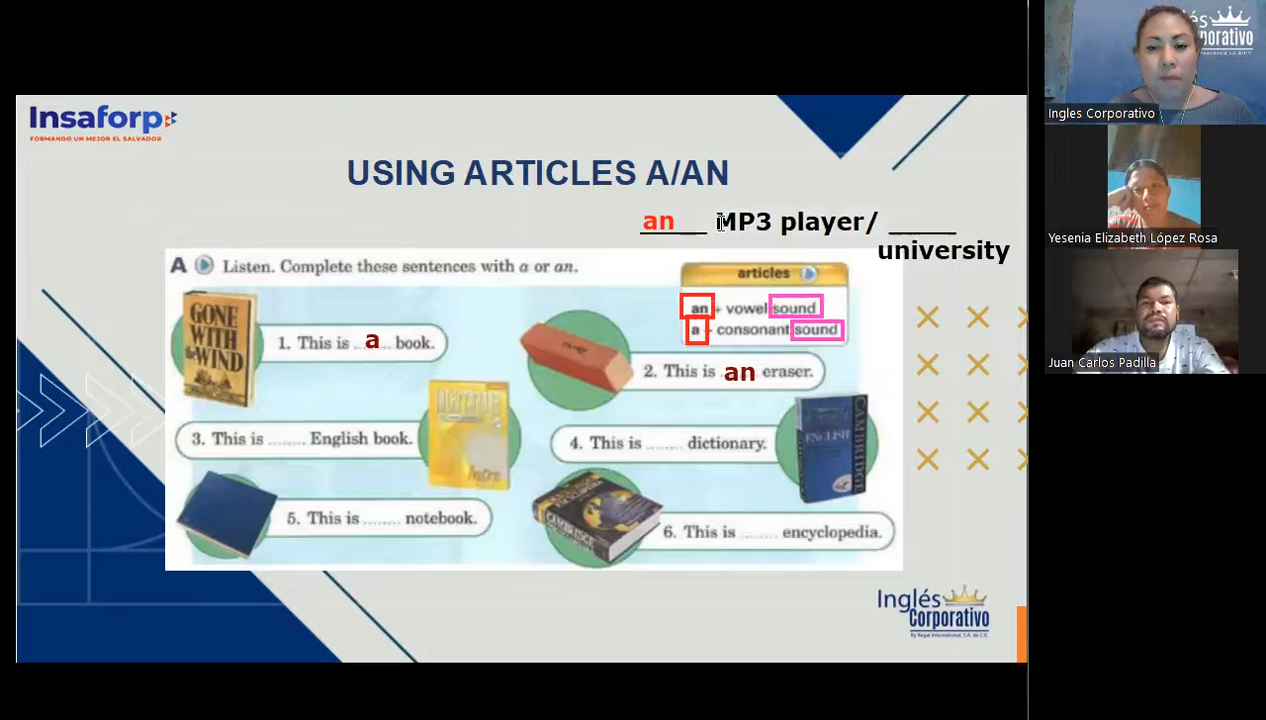 Insaforp
FORMANDO UN MEJOR EL SALVADOR
USING ARTICLES A/AN
an MP3 player/ _____
university
A Listen. Complete these sentences with a or an.
articles
an + vowel sound
a + consonant sound
GONE
WITH
the WIND
1. This is a book.
2. This is an eraser.
3. This is ........ English book.
4. This is ........ dictionary.
ENGLISH
CAMBRIDGE
5. This is ........ notebook.
6. This is ........ encyclopedia.
Inglés
Corporativo
By Regal International, S.A. de C.V.
Ingles Corporativo
Yesenia Elizabeth López Rosa
Juan Carlos Padilla